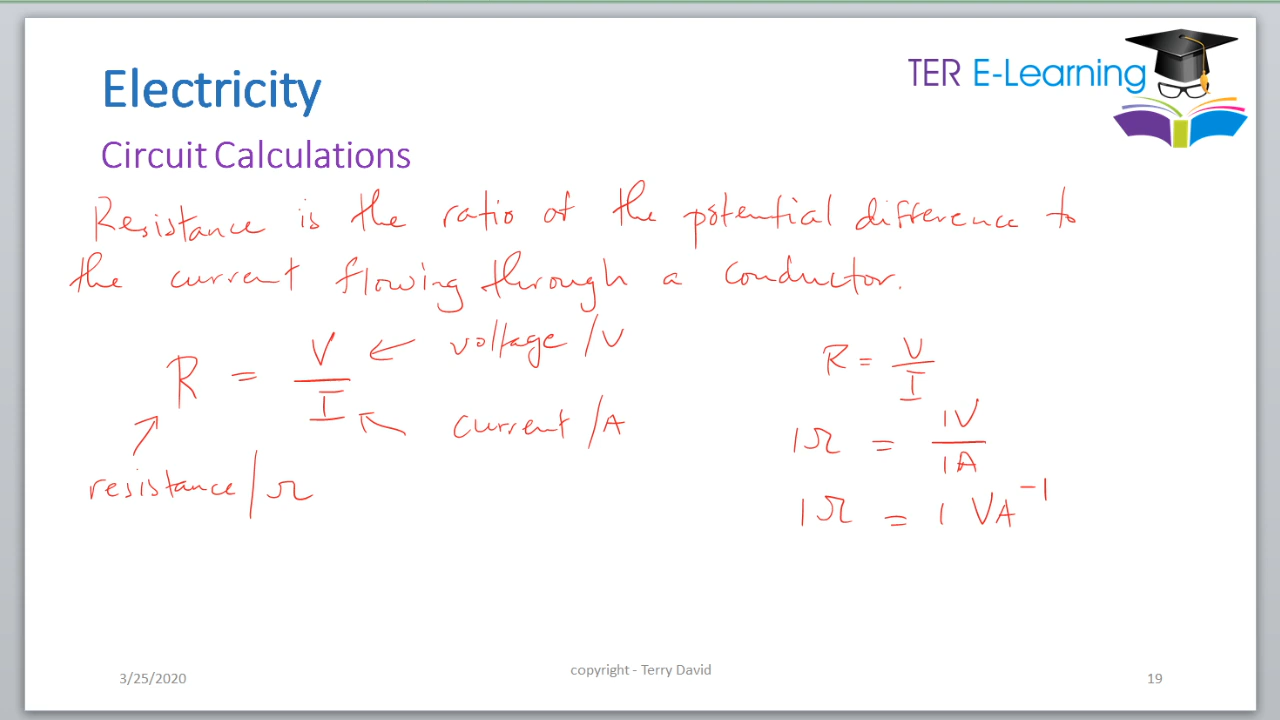 TER E-Learning
Electricity
Circuit Calculations
Resistance is the ratio of the potential difference to
the current flowing through a conductor.
R = V/I ← voltage /V
current /A
resistance/Ω
R = V/I
1Ω = 1V/1A
1Ω = 1 VA⁻¹
3/25/2020
copyright - Terry David
19